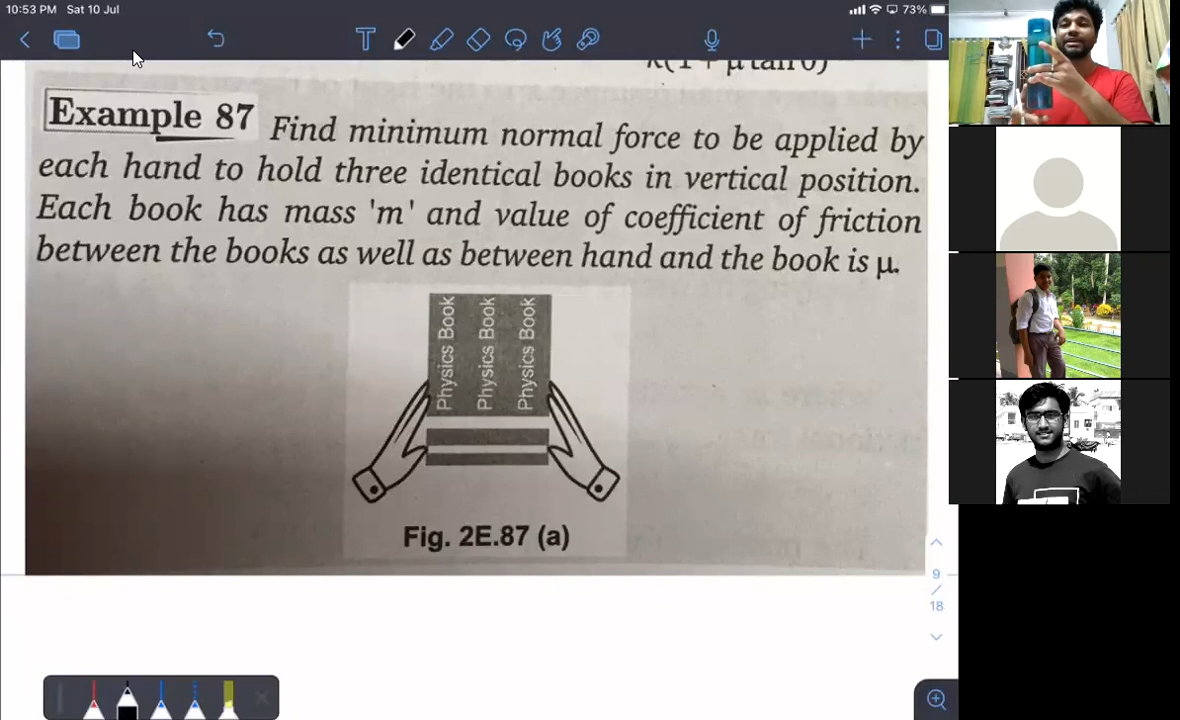 10:53 PM Sat 10 Jul
73%
T
Example 87 Find minimum normal force to be applied by
each hand to hold three identical books in vertical position.
Each book has mass 'm' and value of coefficient of friction
between the books as well as between hand and the book is μ.
Physics Book
Physics Book
Physics Book
Fig. 2E.87 (a)
9
/
18